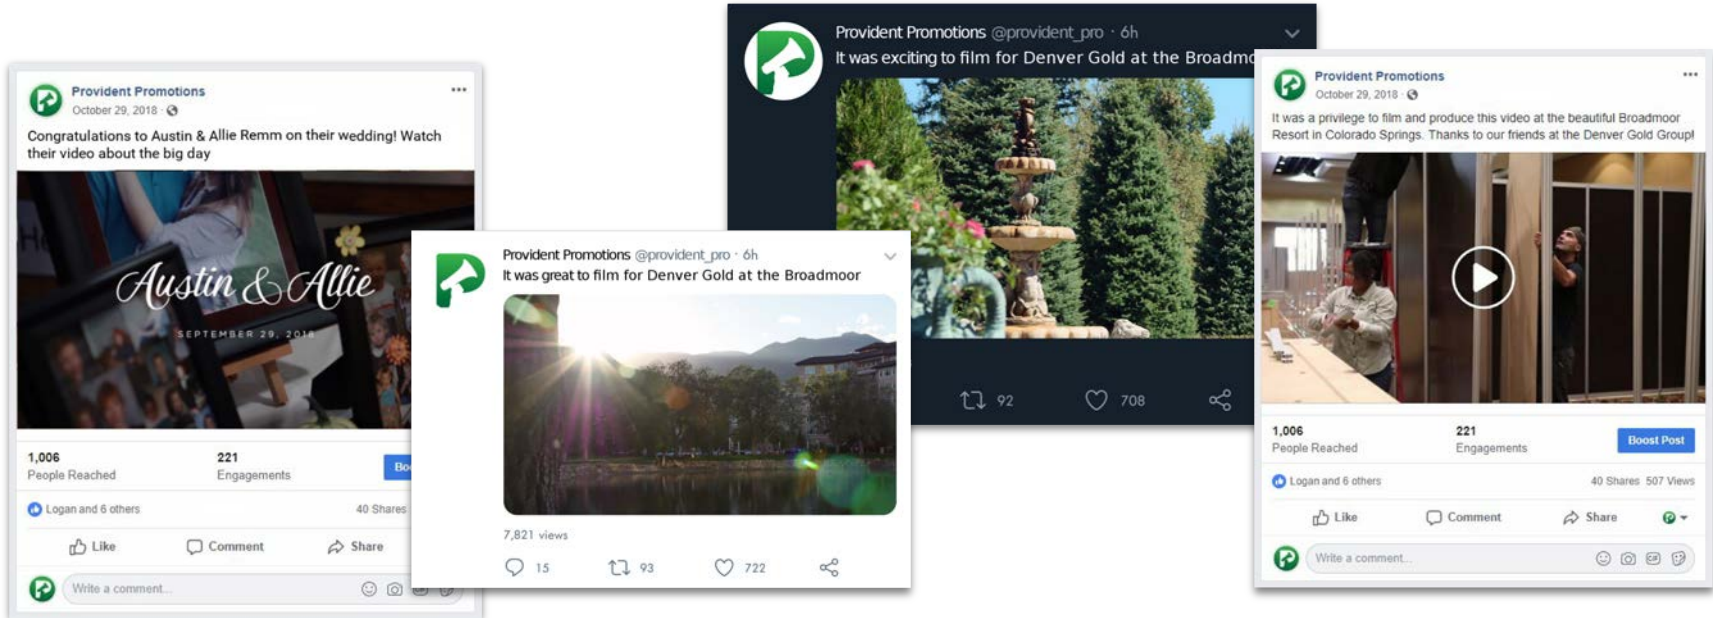 Provident Promotions
October 29, 2018
Congratulations to Austin & Allie Remm on their wedding! Watch
their video about the big day
Austin & Allie
SEPTEMBER 29, 2018
1,006
People Reached
221
Engagements
Logan and 6 others
40 Shares
Like
Comment
Share
Write a comment...
Provident Promotions @provident_pro · 6h
It was great to film for Denver Gold at the Broadmoor
7,821 views
15
93
722
Provident Promotions @provident_pro · 6h
It was exciting to film for Denver Gold at the Broadmo
92
708
Provident Promotions
October 29, 2018
It was a privilege to film and produce this video at the beautiful Broadmoor
Resort in Colorado Springs. Thanks to our friends at the Denver Gold Group!
1,006
People Reached
221
Engagements
Boost Post
Logan and 6 others
40 Shares 507 Views
Like
Comment
Share
Write a comment...